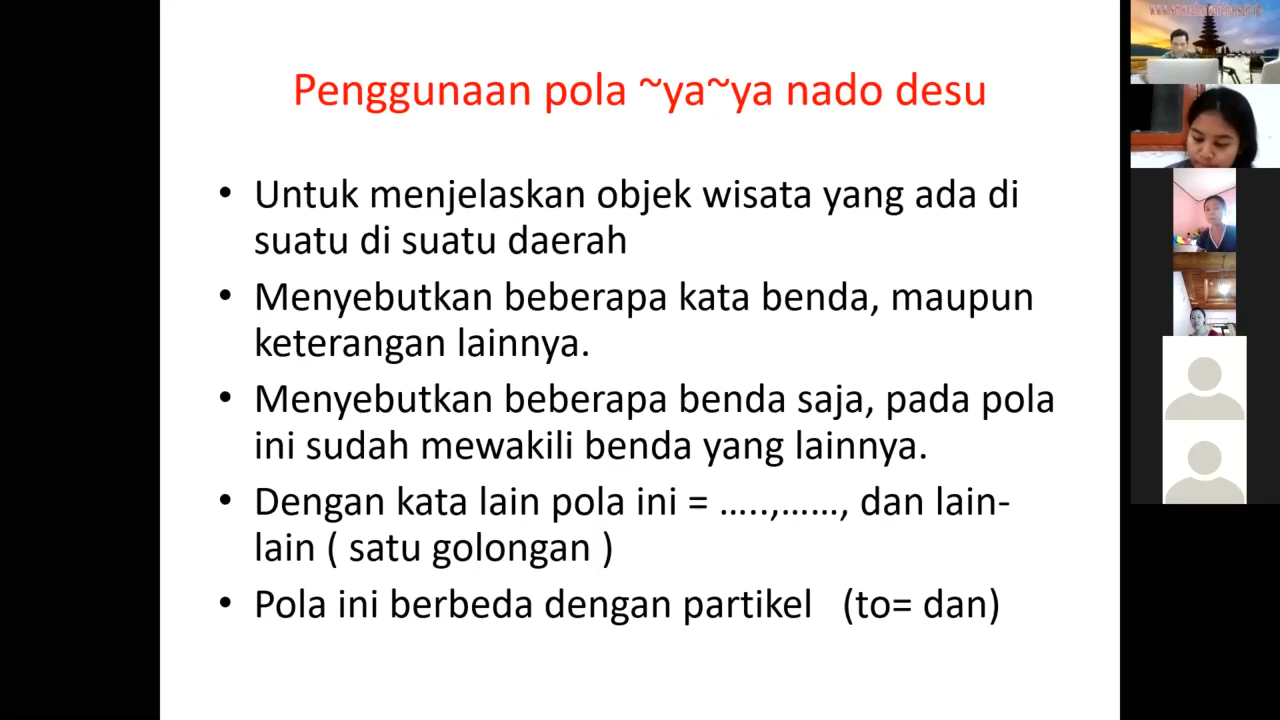 Penggunaan pola ~ya~ya nado desu
• Untuk menjelaskan objek wisata yang ada di
suatu di suatu daerah
• Menyebutkan beberapa kata benda, maupun
keterangan lainnya.
• Menyebutkan beberapa benda saja, pada pola
ini sudah mewakili benda yang lainnya.
• Dengan kata lain pola ini = …..,……, dan lain-
lain ( satu golongan )
• Pola ini berbeda dengan partikel (to= dan)